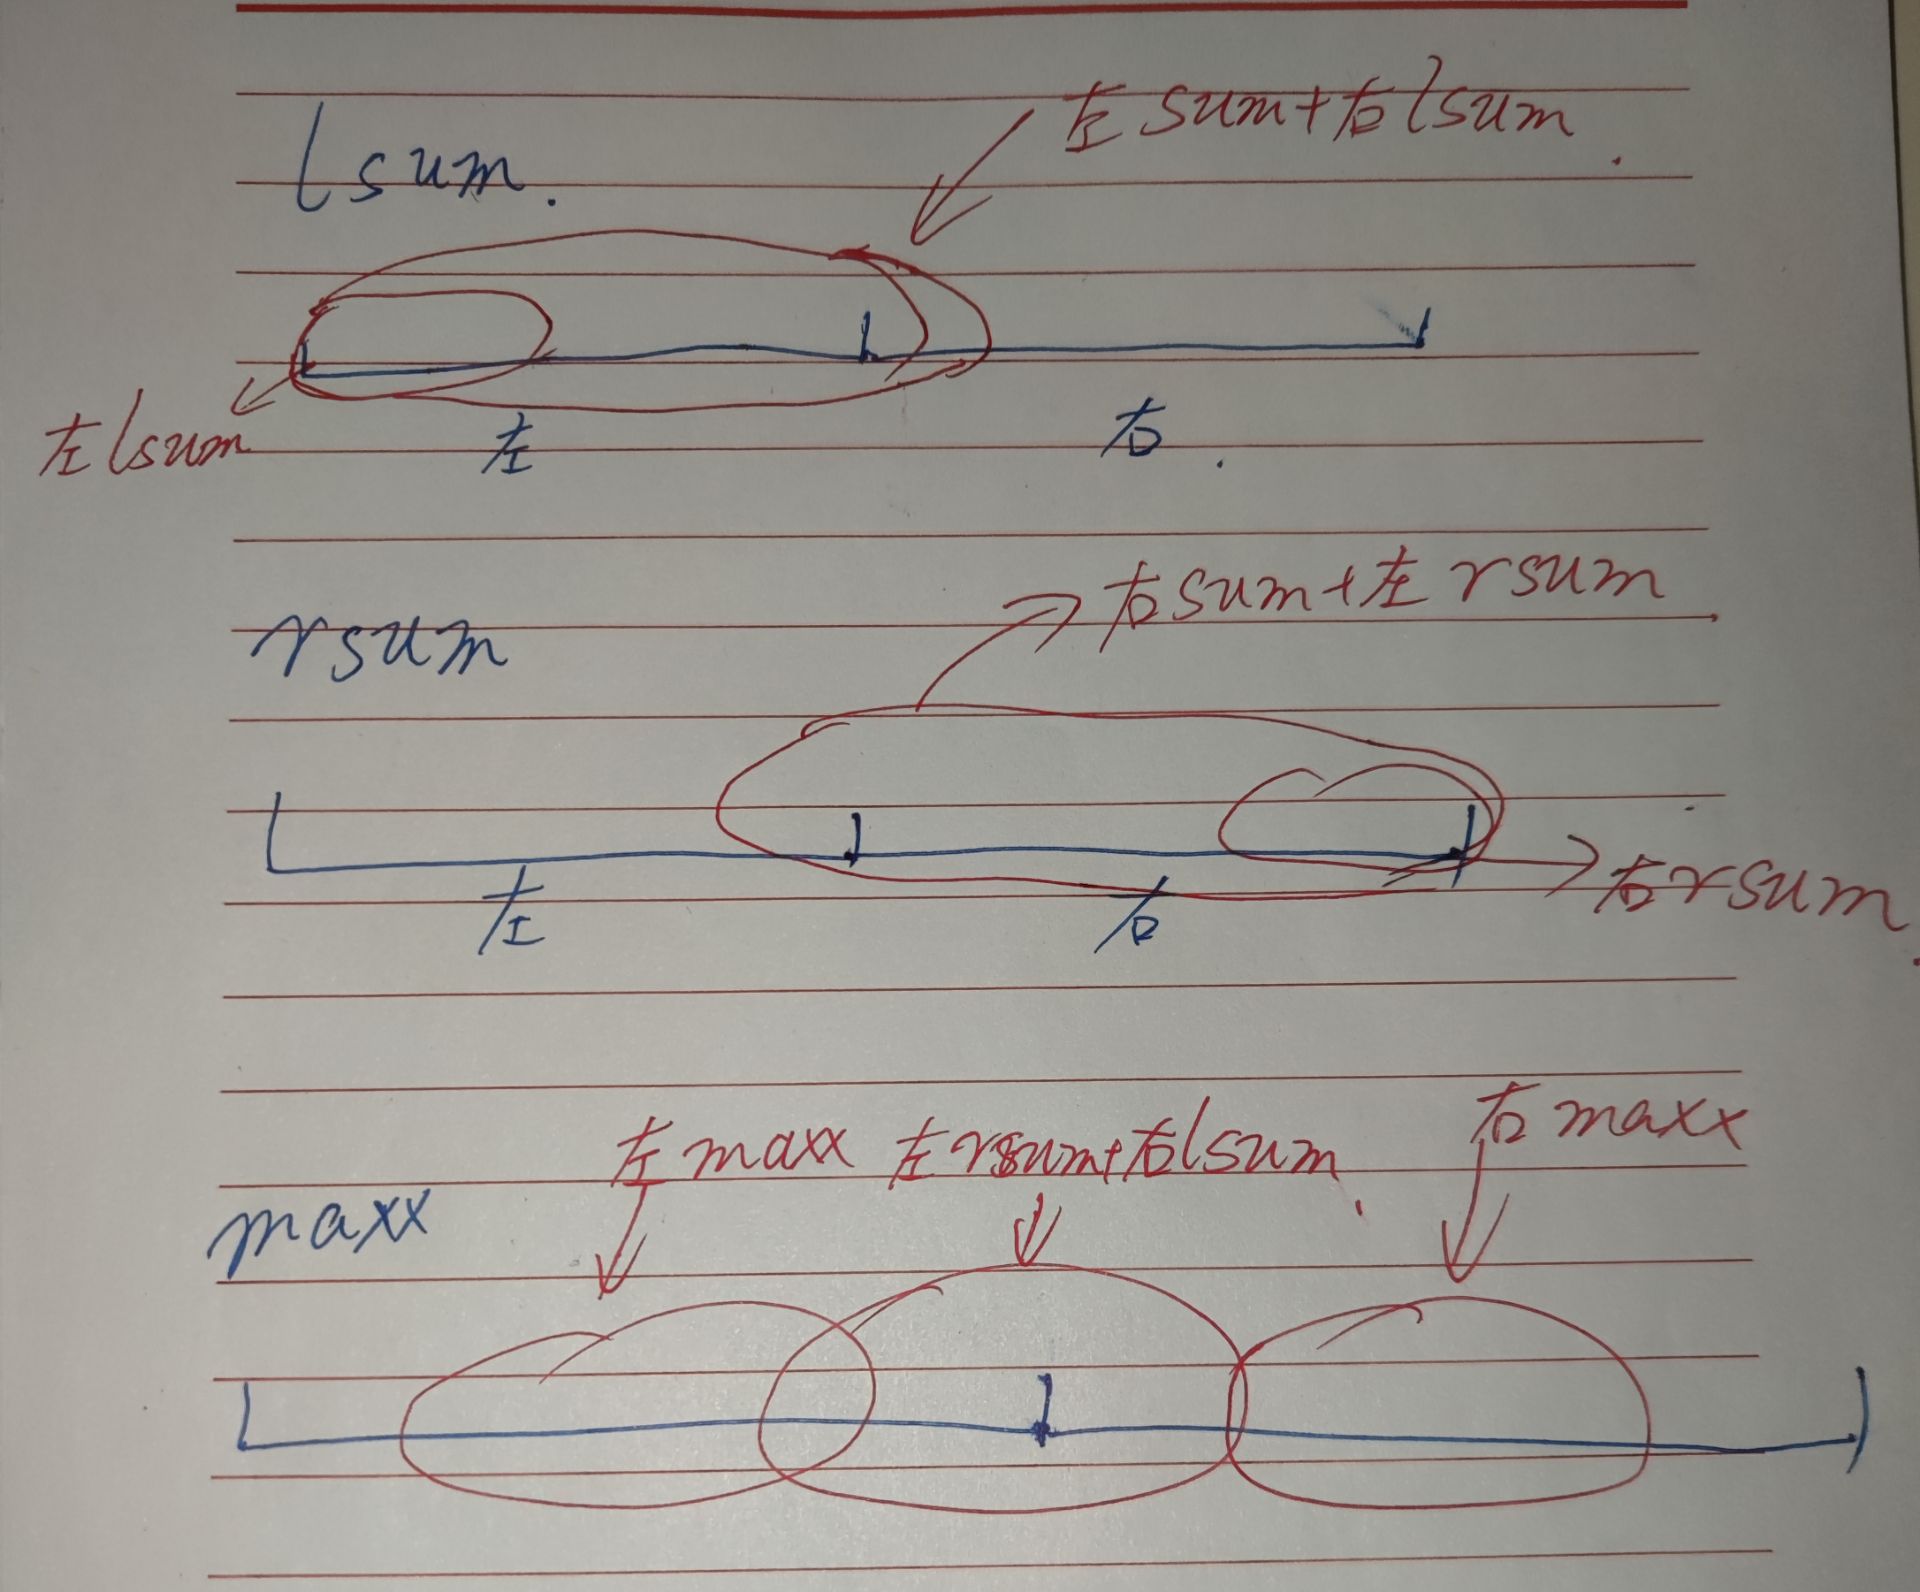 左sum+右lsum.
lsum.
左lsum
左
右.
右sum+左rsum
rsum
右rsum.
左
右
右maxx
左maxx 左rsum+右lsum.
maxx